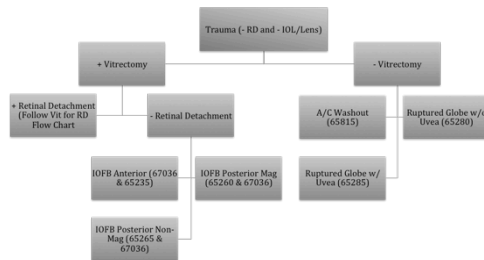 Trauma (- RD and - IOL/Lens)
+ Vitrectomy
- Vitrectomy
+ Retinal Detachment
(Follow Vit for RD
Flow Chart
- Retinal Detachment
A/C Washout
(65815)
Ruptured Globe w/o
Uvea (65280)
IOFB Anterior (67036
& 65235)
IOFB Posterior Mag
(65260 & 67036)
Ruptured Globe w/
Uvea (65285)
IOFB Posterior Non-
Mag (65265 &
67036)